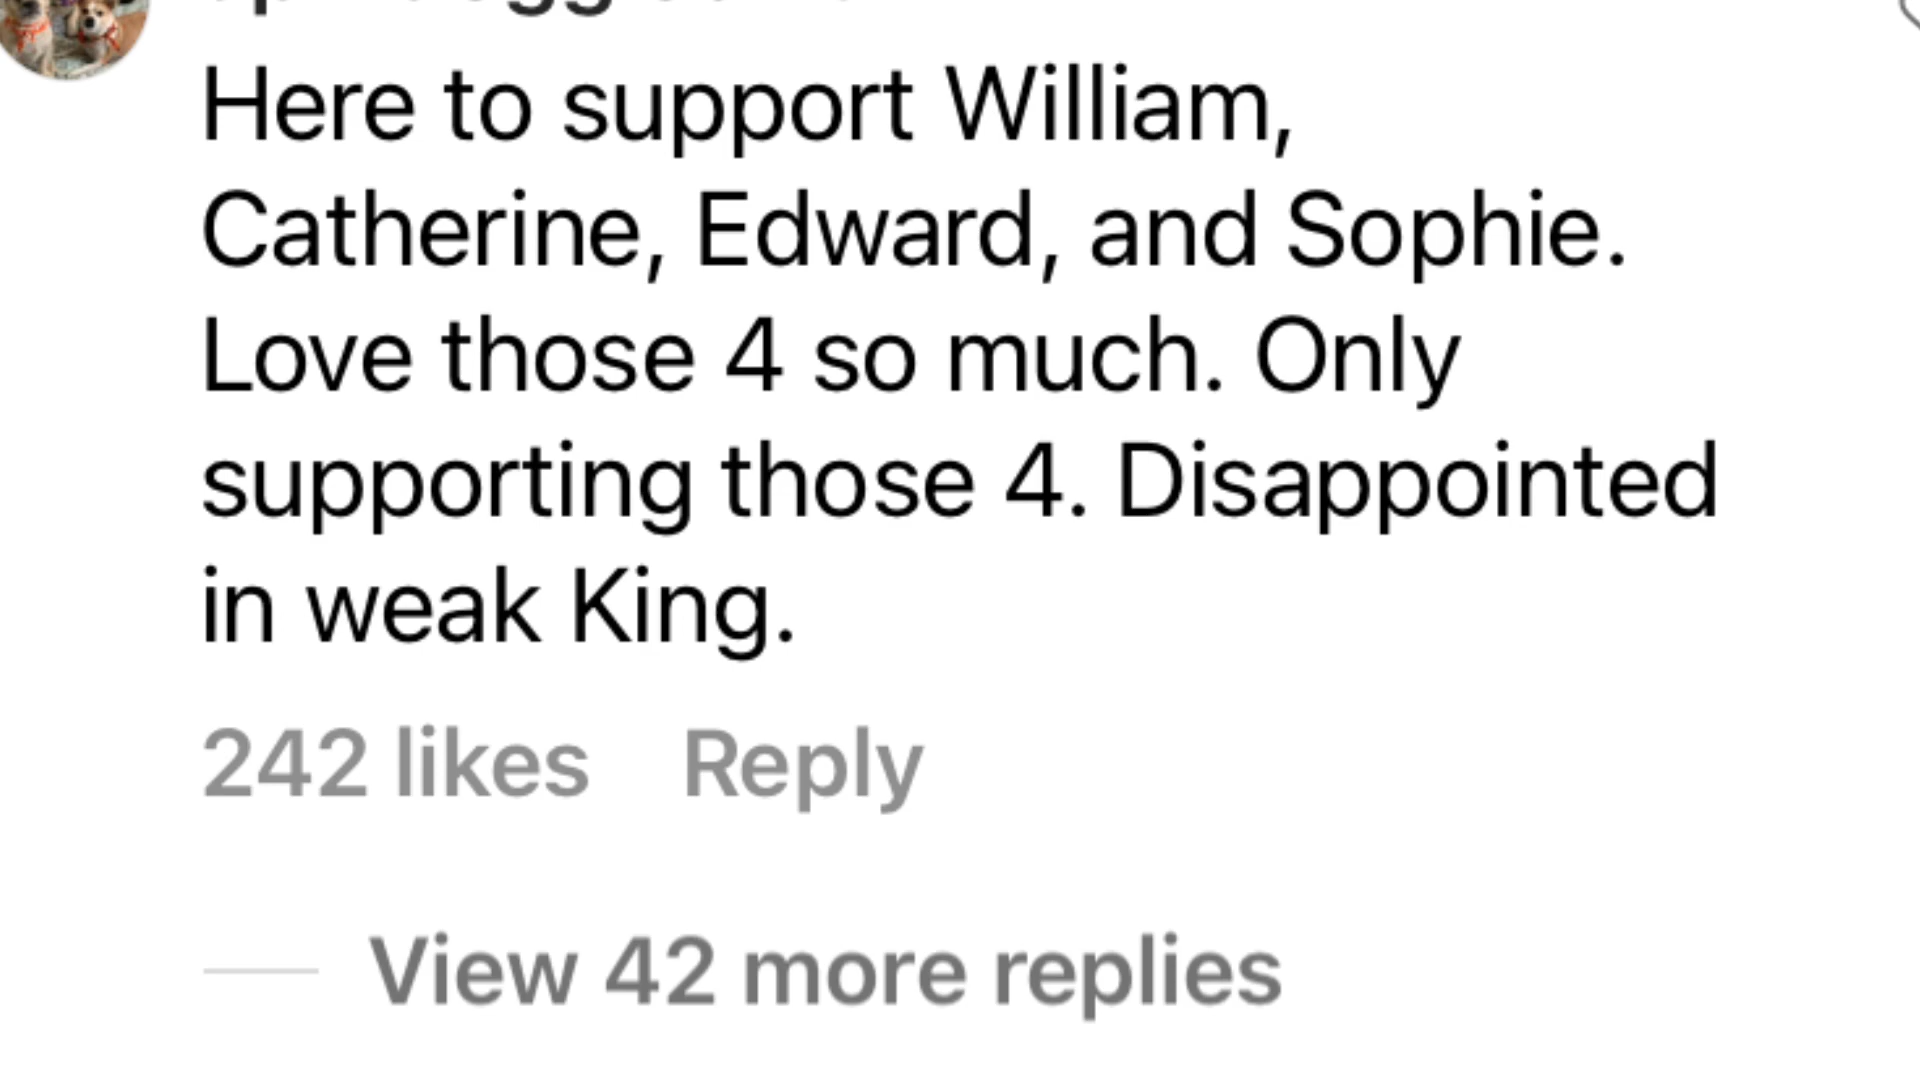 Here to support William,
Catherine, Edward, and Sophie.
Love those 4 so much. Only
supporting those 4. Disappointed
in weak King.
242 likes Reply
View 42 more replies